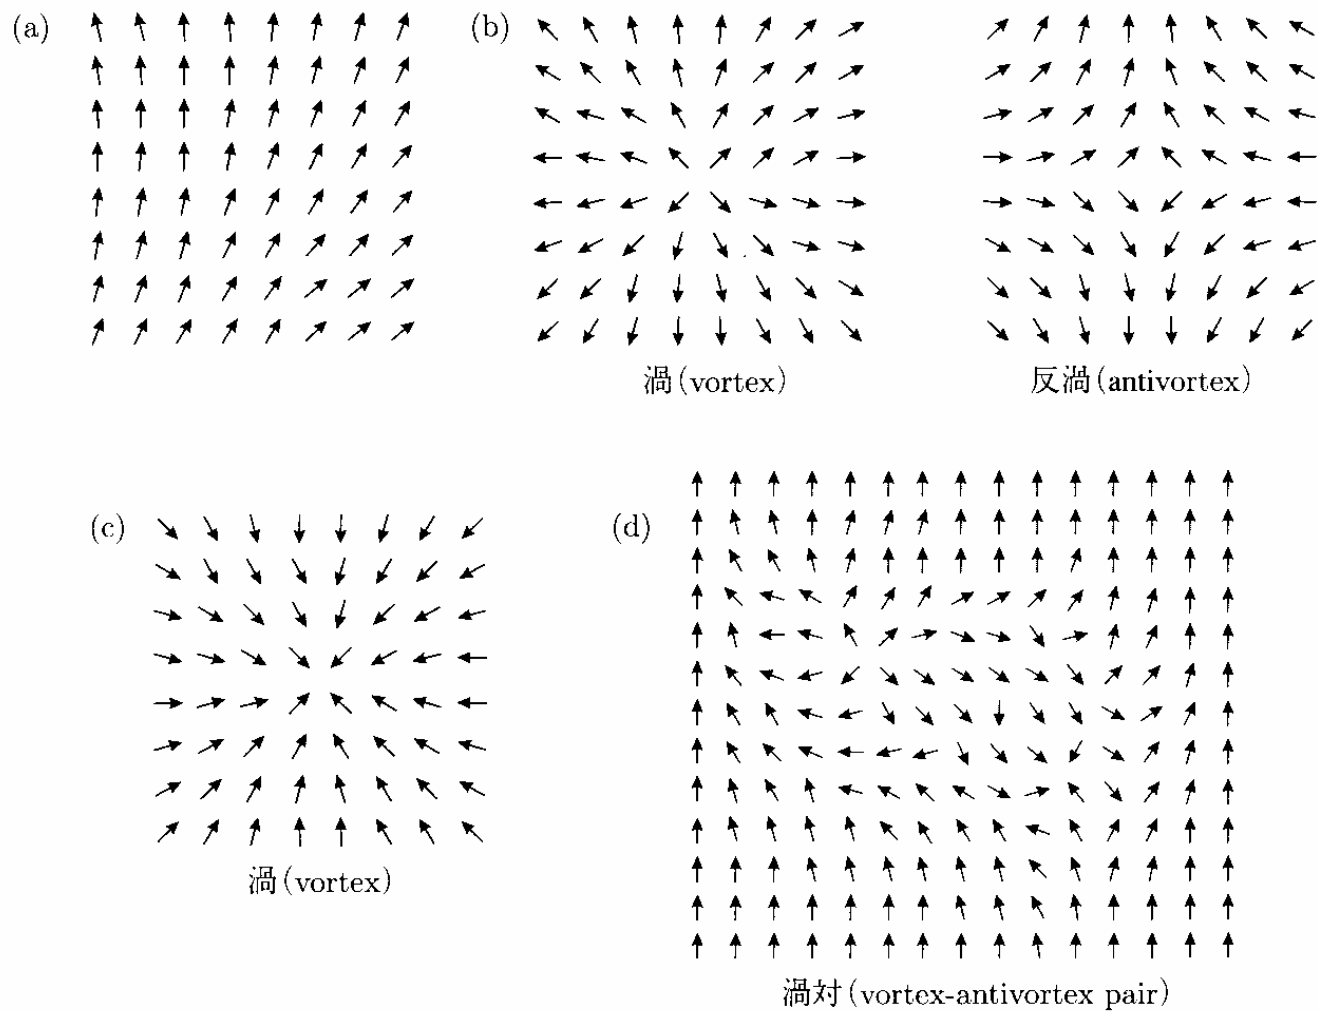 (a)
(b)
渦(vortex)
反渦(antivortex)
(c)
(d)
渦(vortex)
渦対(vortex-antivortex pair)